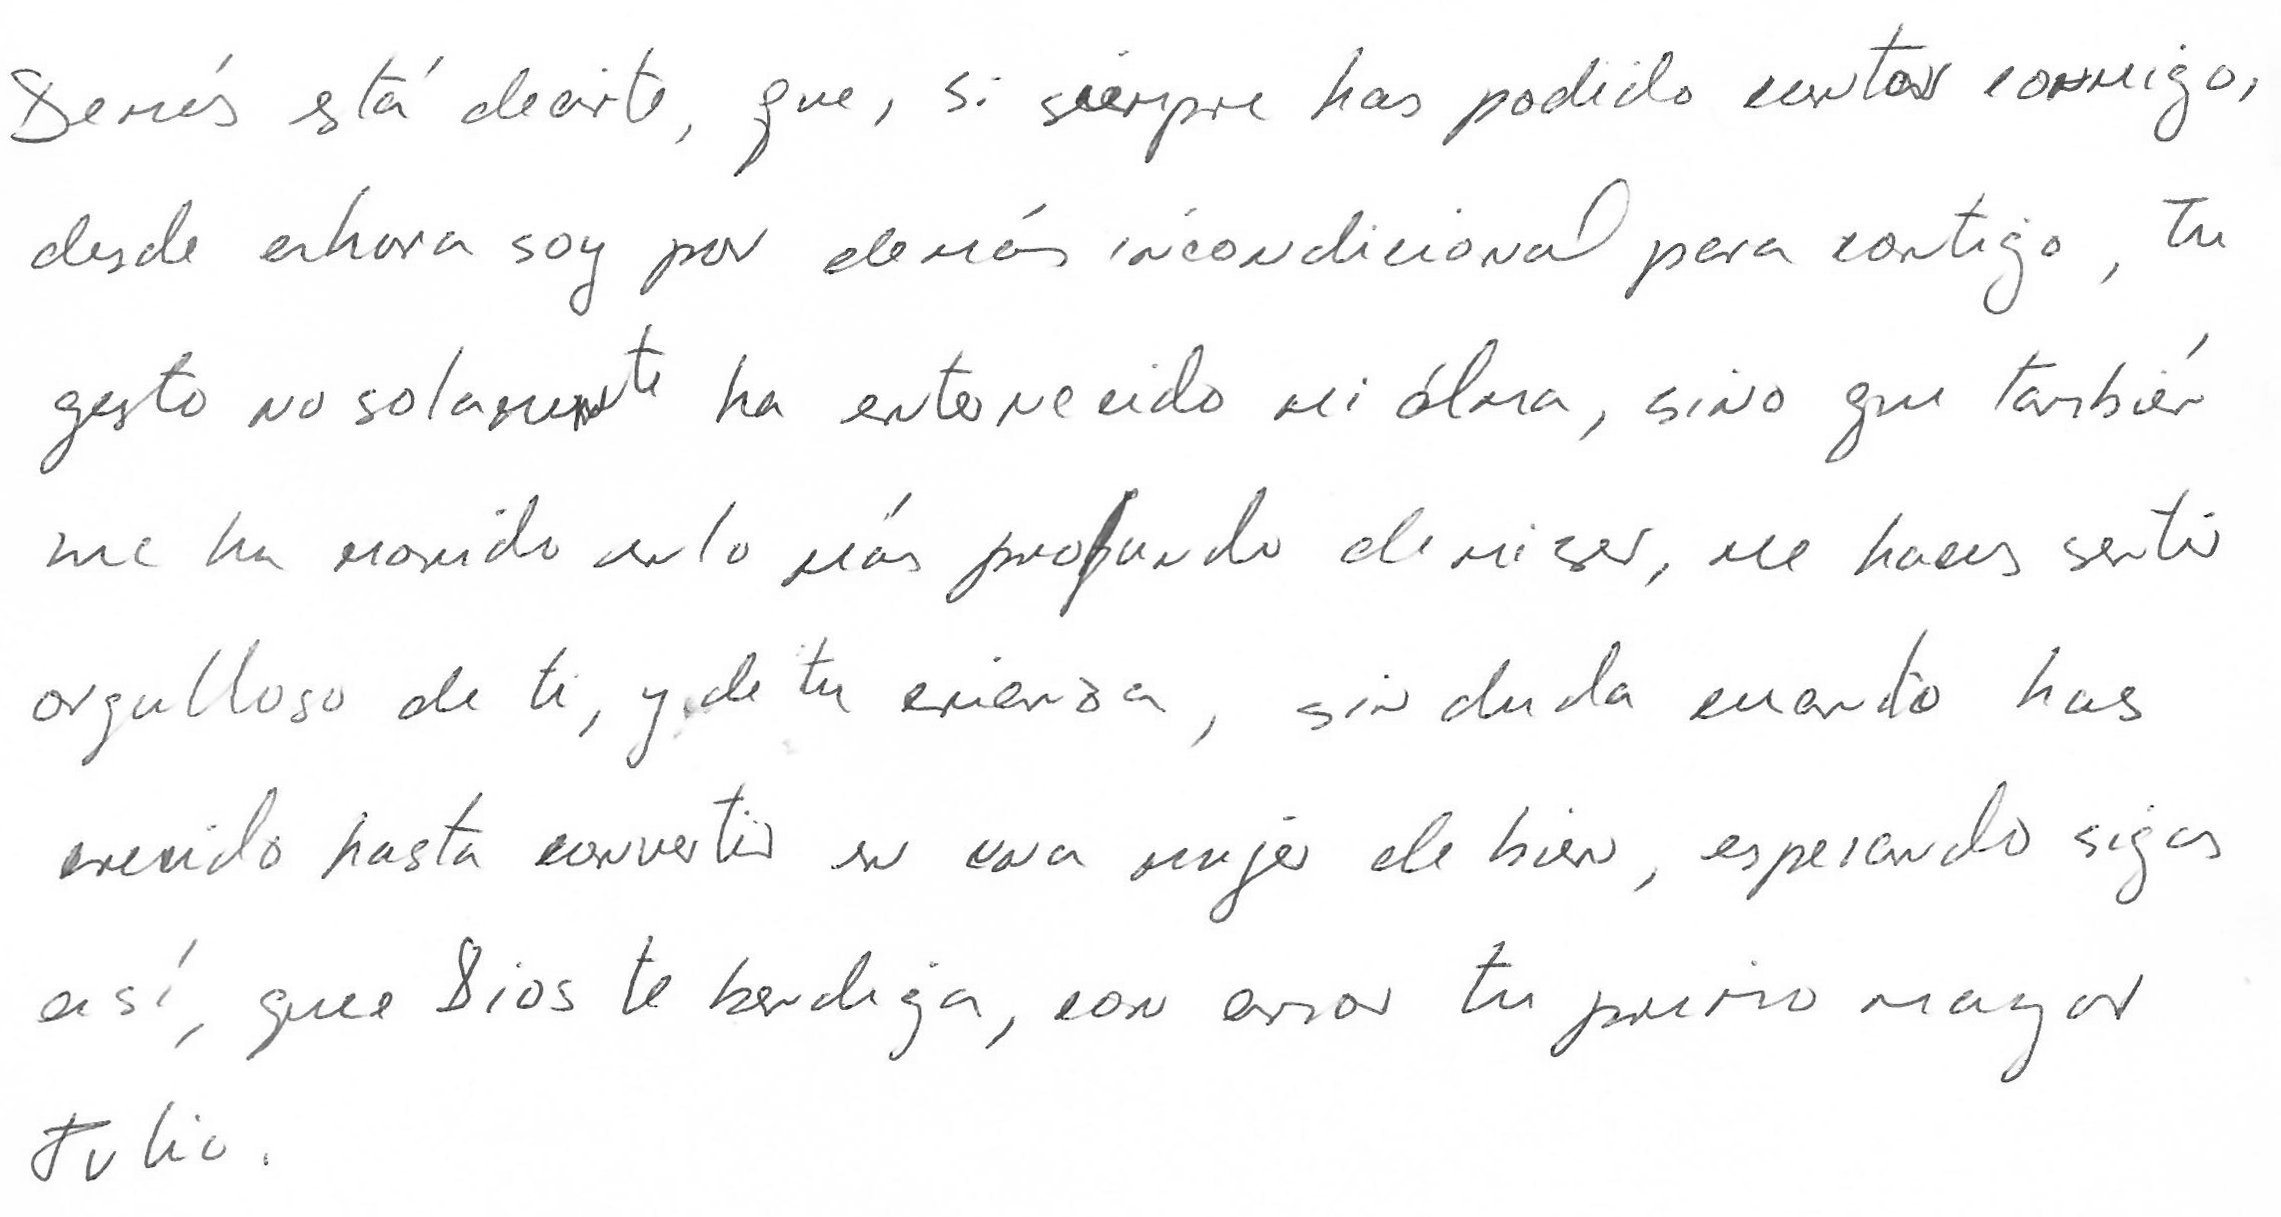 Demás está decirte, que, si siempre has podido contar conmigo,
desde ahora soy por demás incondicional para contigo, tu
gesto no solamente ha enternecido mi álma, sino que también
me ha movido en lo más profundo de mi ser, me haces sentir
orgulloso de ti, y de tu crianza, sin duda cuanto has
crecido hasta convertir en una mujer de bien, esperando sigas
así, que Dios te bendiga, con amor tu primo mayor
Julio.